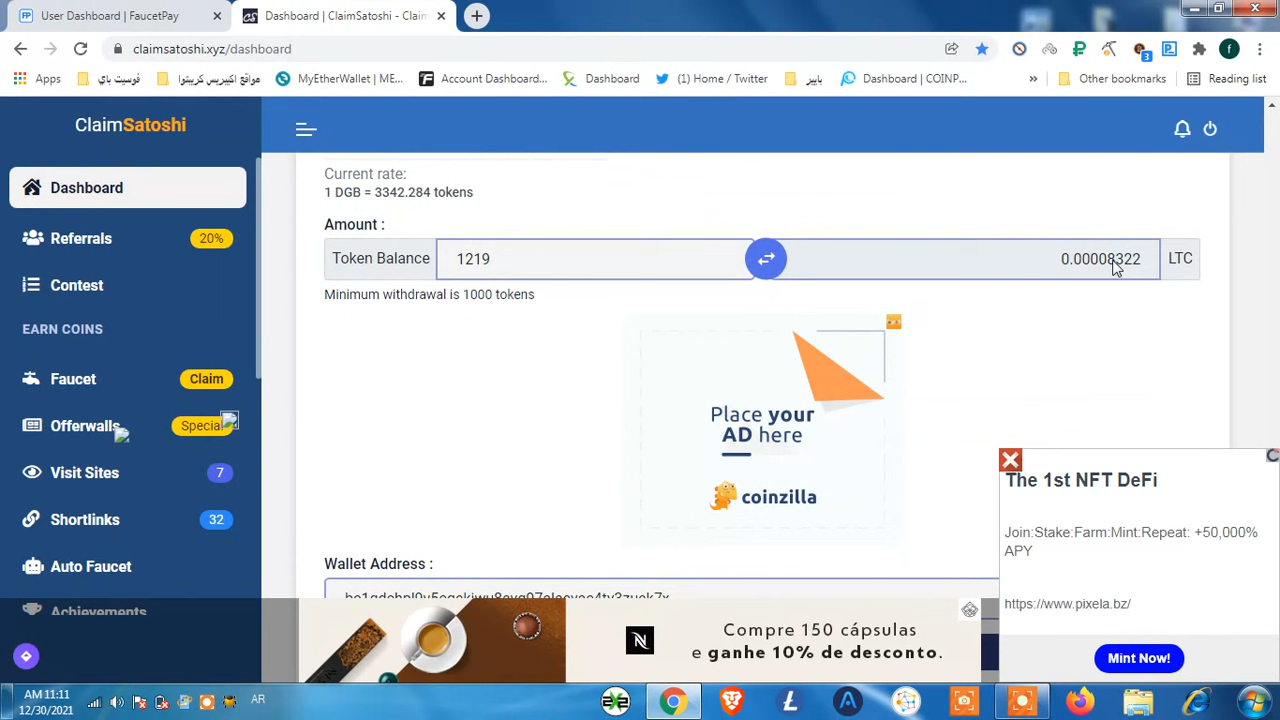 User Dashboard | FaucetPay
Dashboard | ClaimSatoshi - Clai
claimsatoshi.xyz/dashboard
f
3
Apps
فوسيت باي
مواقع اكبيريس كريبتوا
MyEtherWallet | ME...
Account Dashboard...
Dashboard
(1) Home / Twitter
بايير
Dashboard | COINP...
»
Other bookmarks
Reading list
ClaimSatoshi
Dashboard
Referrals
20%
Contest
EARN COINS
Faucet
Claim
Offerwalls
Special
Visit Sites
7
Shortlinks
32
Auto Faucet
Achievements
Current rate:
1 DGB = 3342.284 tokens
Amount :
Token Balance
1219
0.00008322
LTC
Minimum withdrawal is 1000 tokens
Place your
AD here
coinzilla
Wallet Address :
The 1st NFT DeFi
Join:Stake:Farm:Mint:Repeat: +50,000%
APY
https://www.pixela.bz/
Mint Now!
Compre 150 cápsulas
e ganhe 10% de desconto.
AM 11:11
12/30/2021
AR